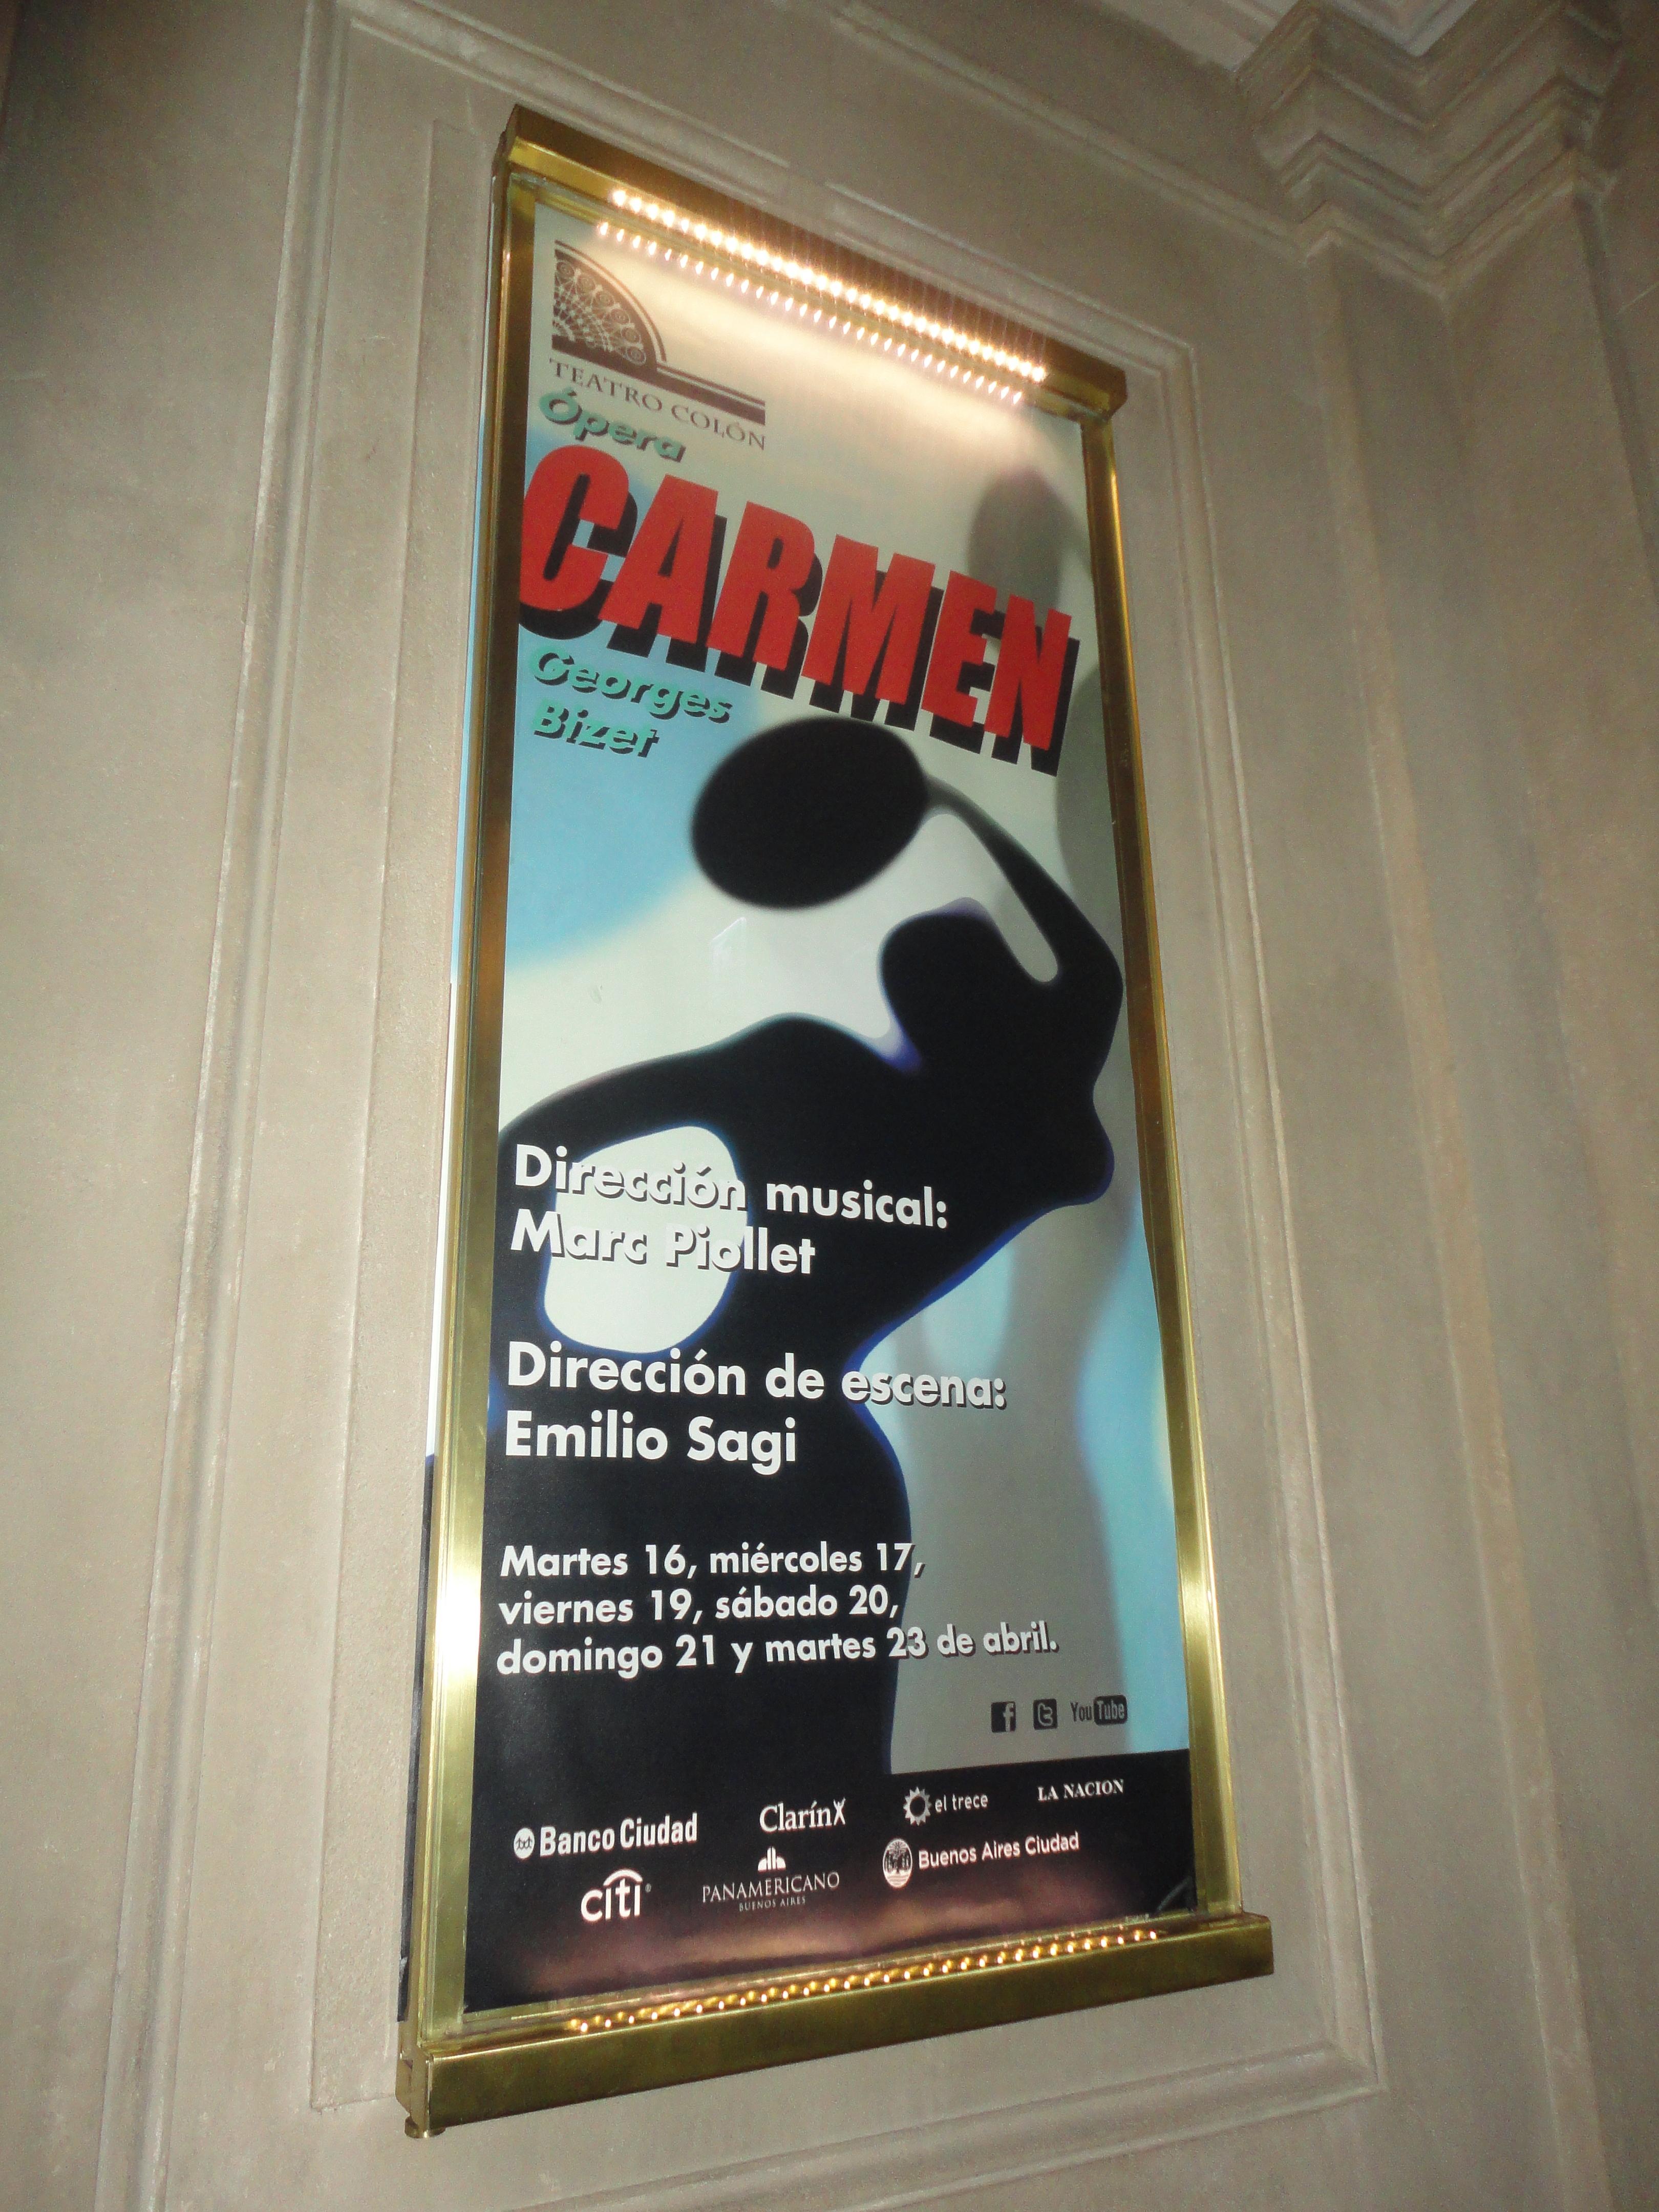 TEATRO COLÓN
Ópera
CARMEN
Georges
Bizet
Dirección musical:
Marc Piollet
Dirección de escena:
Emilio Sagi
Martes 16, miércoles 17,
viernes 19, sábado 20,
domingo 21 y martes 23 de abril.
f t YouTube
Banco Ciudad Clarín el trece LA NACION
citi PANAMERICANO Buenos Aires Ciudad
BUENOS AIRES